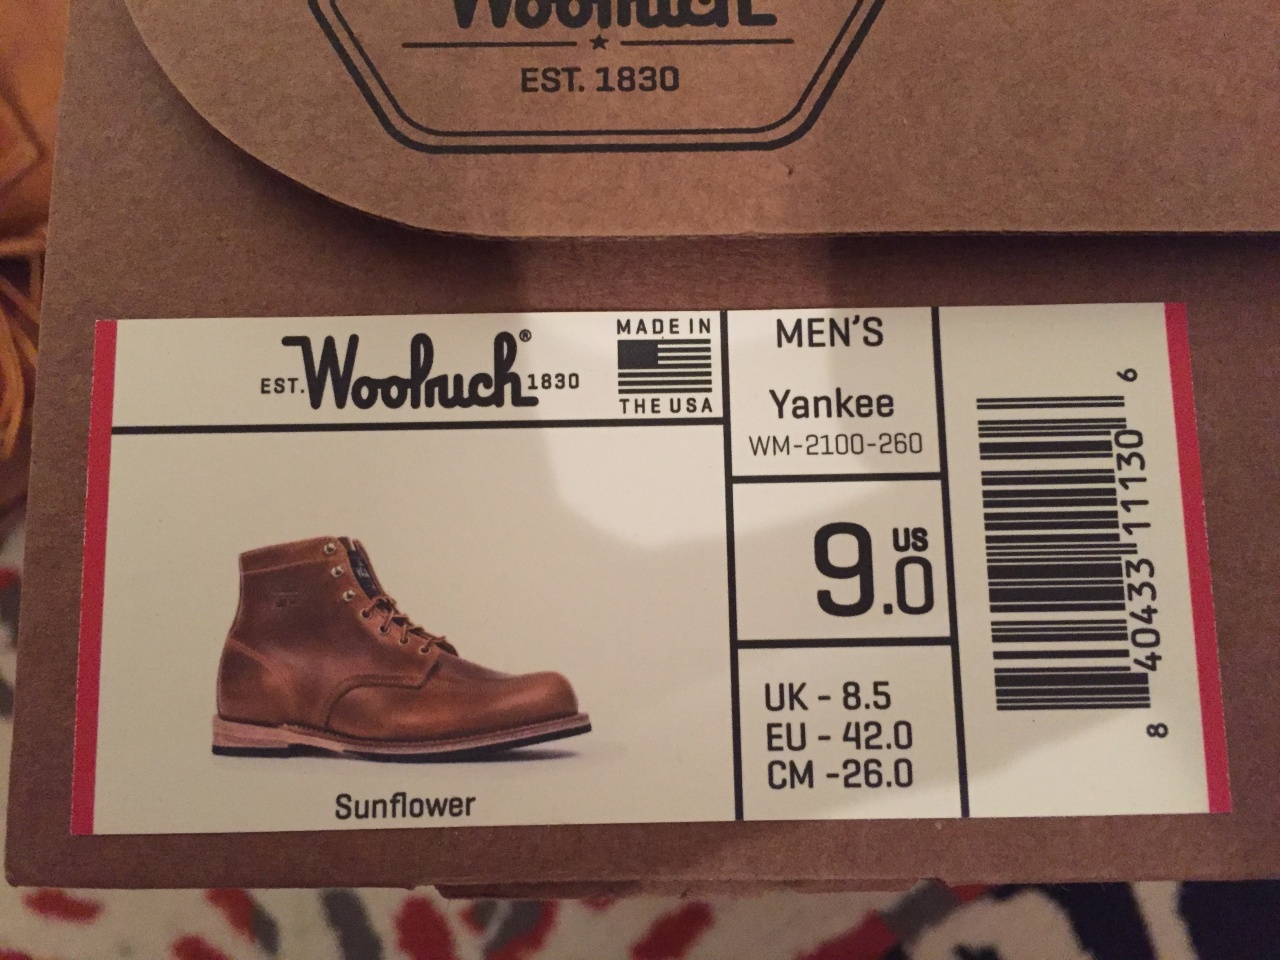 Woolrich
EST. 1830
EST. Woolrich® 1830
MADE IN
THE USA
MEN'S
Yankee
WM-2100-260
9.0 US
UK - 8.5
EU - 42.0
CM -26.0
Sunflower
8 40433 11130 6